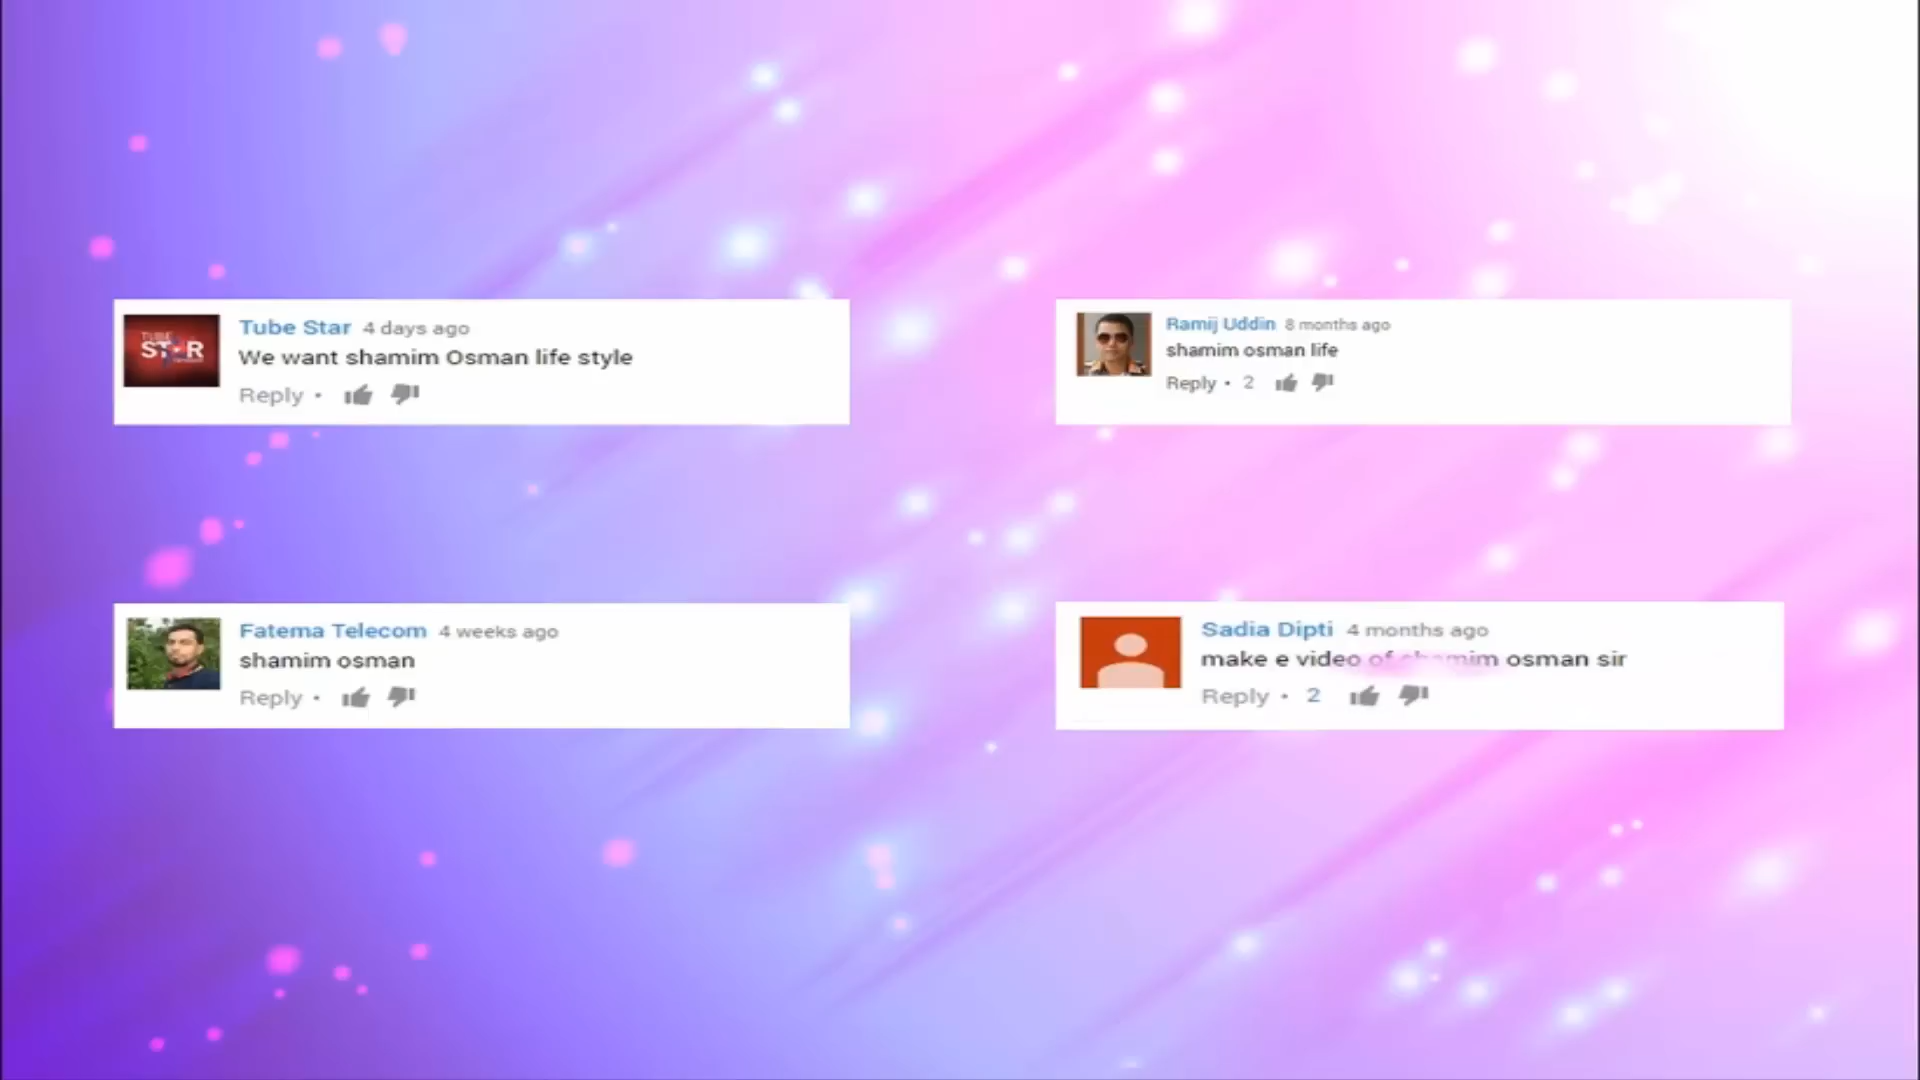 TUBE
STAR
Tube Star 4 days ago
We want shamim Osman life style
Reply •
Ramij Uddin 8 months ago
shamim osman life
Reply • 2
Fatema Telecom 4 weeks ago
shamim osman
Reply •
Sadia Dipti 4 months ago
make e video of shamim osman sir
Reply • 2